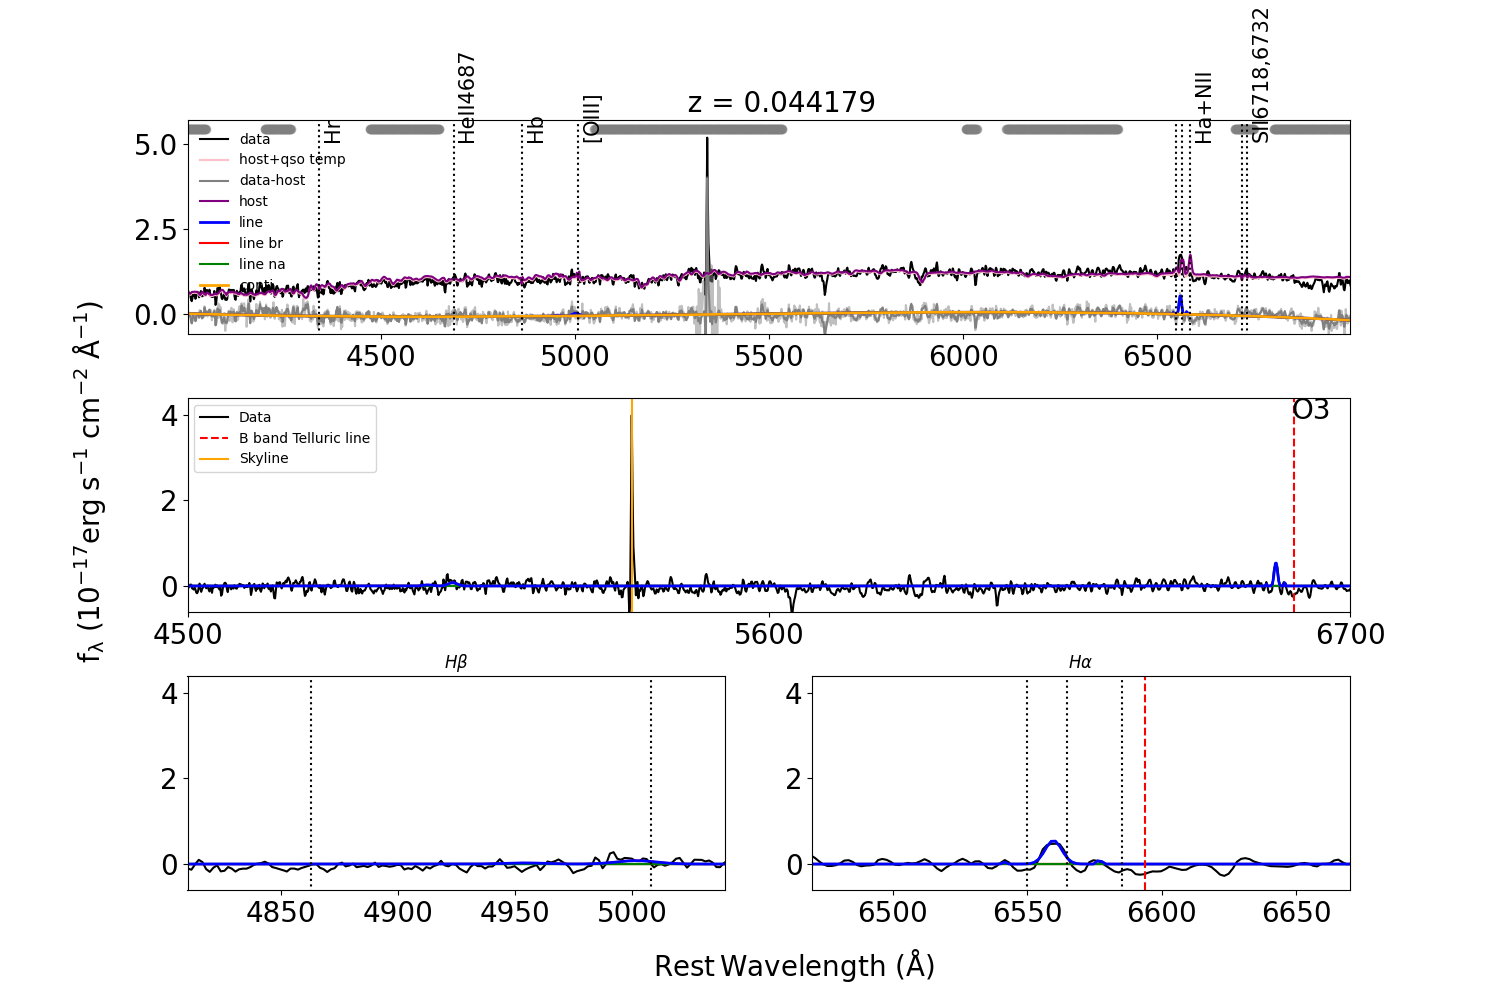 z = 0.044179
Hr
HeII4687
Hb
[OIII]
Ha+NII
SII6718,6732
data
host+qso temp
data-host
host
line
line br
line na
conti
5.0
2.5
0.0
4500 5000 5500 6000 6500
Data
B band Telluric line
Skyline
O3
4
2
0
4500 5600 6700
fλ (10−17erg s−1 cm−2 Å−1)
Hβ
4
2
0
4850 4900 4950 5000
Hα
4
2
0
6500 6550 6600 6650
Rest Wavelength (Å)